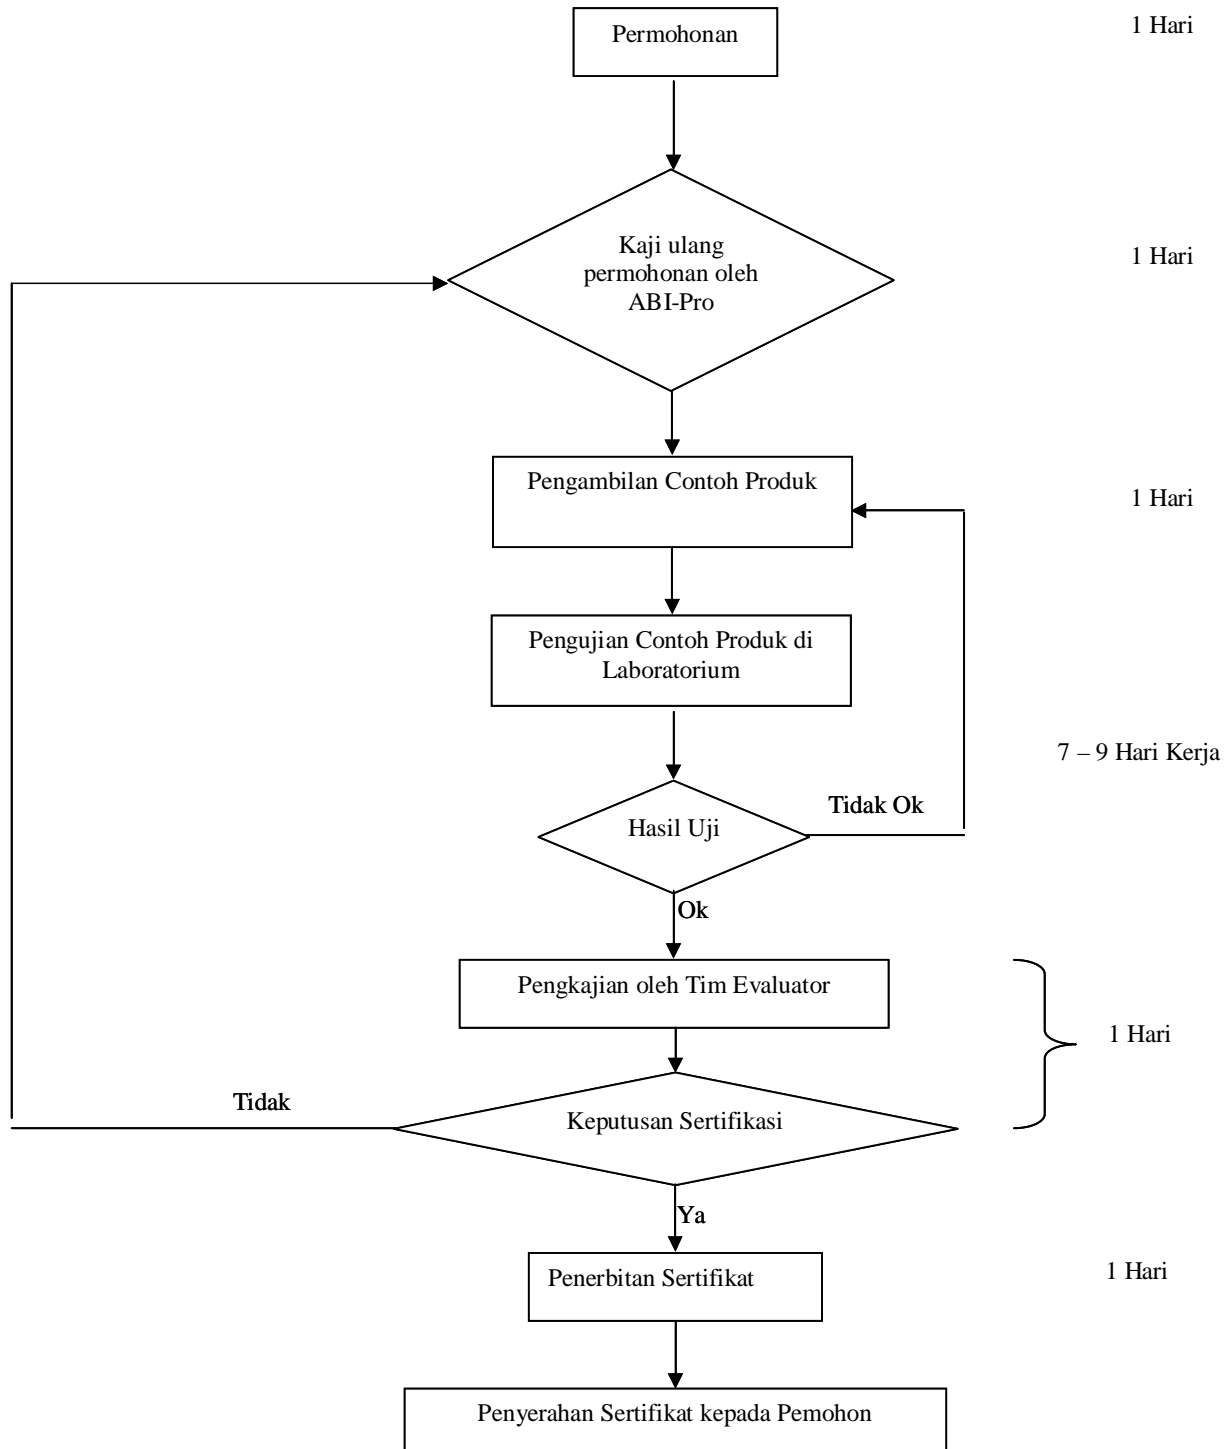 Permohonan
1 Hari
Kaji ulang
permohonan oleh
ABI-Pro
1 Hari
Pengambilan Contoh Produk
1 Hari
Pengujian Contoh Produk di
Laboratorium
7 – 9 Hari Kerja
Hasil Uji
Tidak Ok
Ok
Pengkajian oleh Tim Evaluator
1 Hari
Keputusan Sertifikasi
Tidak
Ya
Penerbitan Sertifikat
1 Hari
Penyerahan Sertifikat kepada Pemohon